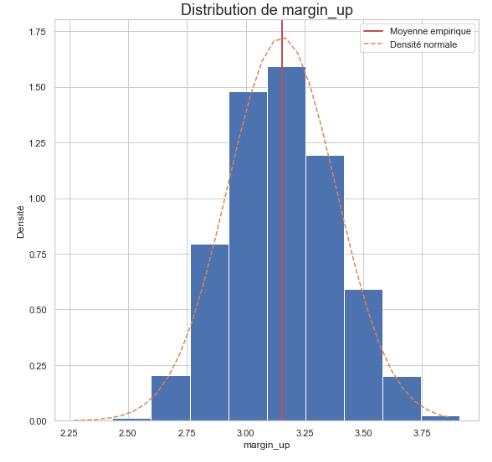 Distribution de margin_up
Moyenne empirique
Densité normale
1.75
1.50
1.25
1.00
0.75
0.50
0.25
0.00
Densité
2.25 2.50 2.75 3.00 3.25 3.50 3.75
margin_up